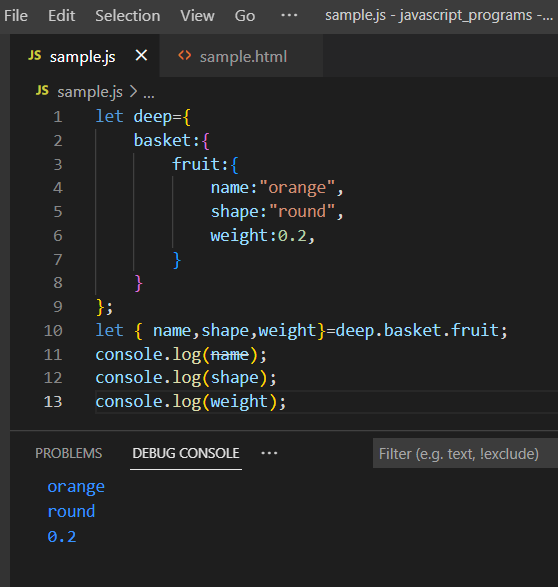 File Edit Selection View Go ··· sample.js - javascript_programs -...
JS sample.js × <> sample.html
JS sample.js > ...
1 let deep={
2     basket:{
3         fruit:{
4             name:"orange",
5             shape:"round",
6             weight:0.2,
7         }
8     }
9 };
10 let { name,shape,weight}=deep.basket.fruit;
11 console.log(name);
12 console.log(shape);
13 console.log(weight);
PROBLEMS DEBUG CONSOLE ··· Filter (e.g. text, !exclude)
orange
round
0.2